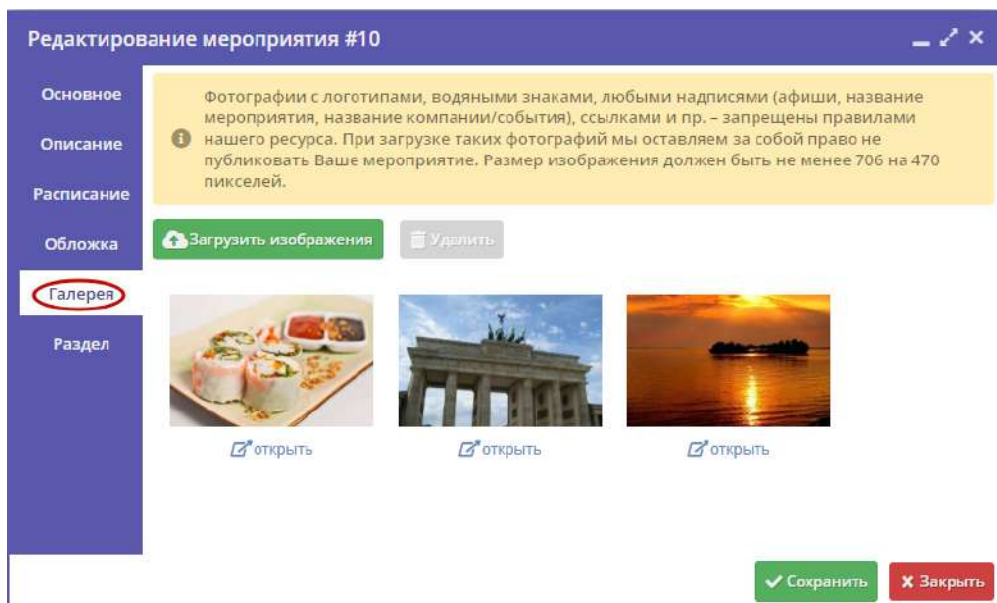 Редактирование мероприятия #10
Основное
Описание
Расписание
Обложка
Галерея
Раздел
Фотографии с логотипами, водяными знаками, любыми надписями (афиши, название
мероприятия, название компании/события), ссылками и пр. – запрещены правилами
нашего ресурса. При загрузке таких фотографий мы оставляем за собой право не
публиковать Ваше мероприятие. Размер изображения должен быть не менее 706 на 470
пикселей.
Загрузить изображения
Удалить
открыть
открыть
открыть
Сохранить
Закрыть